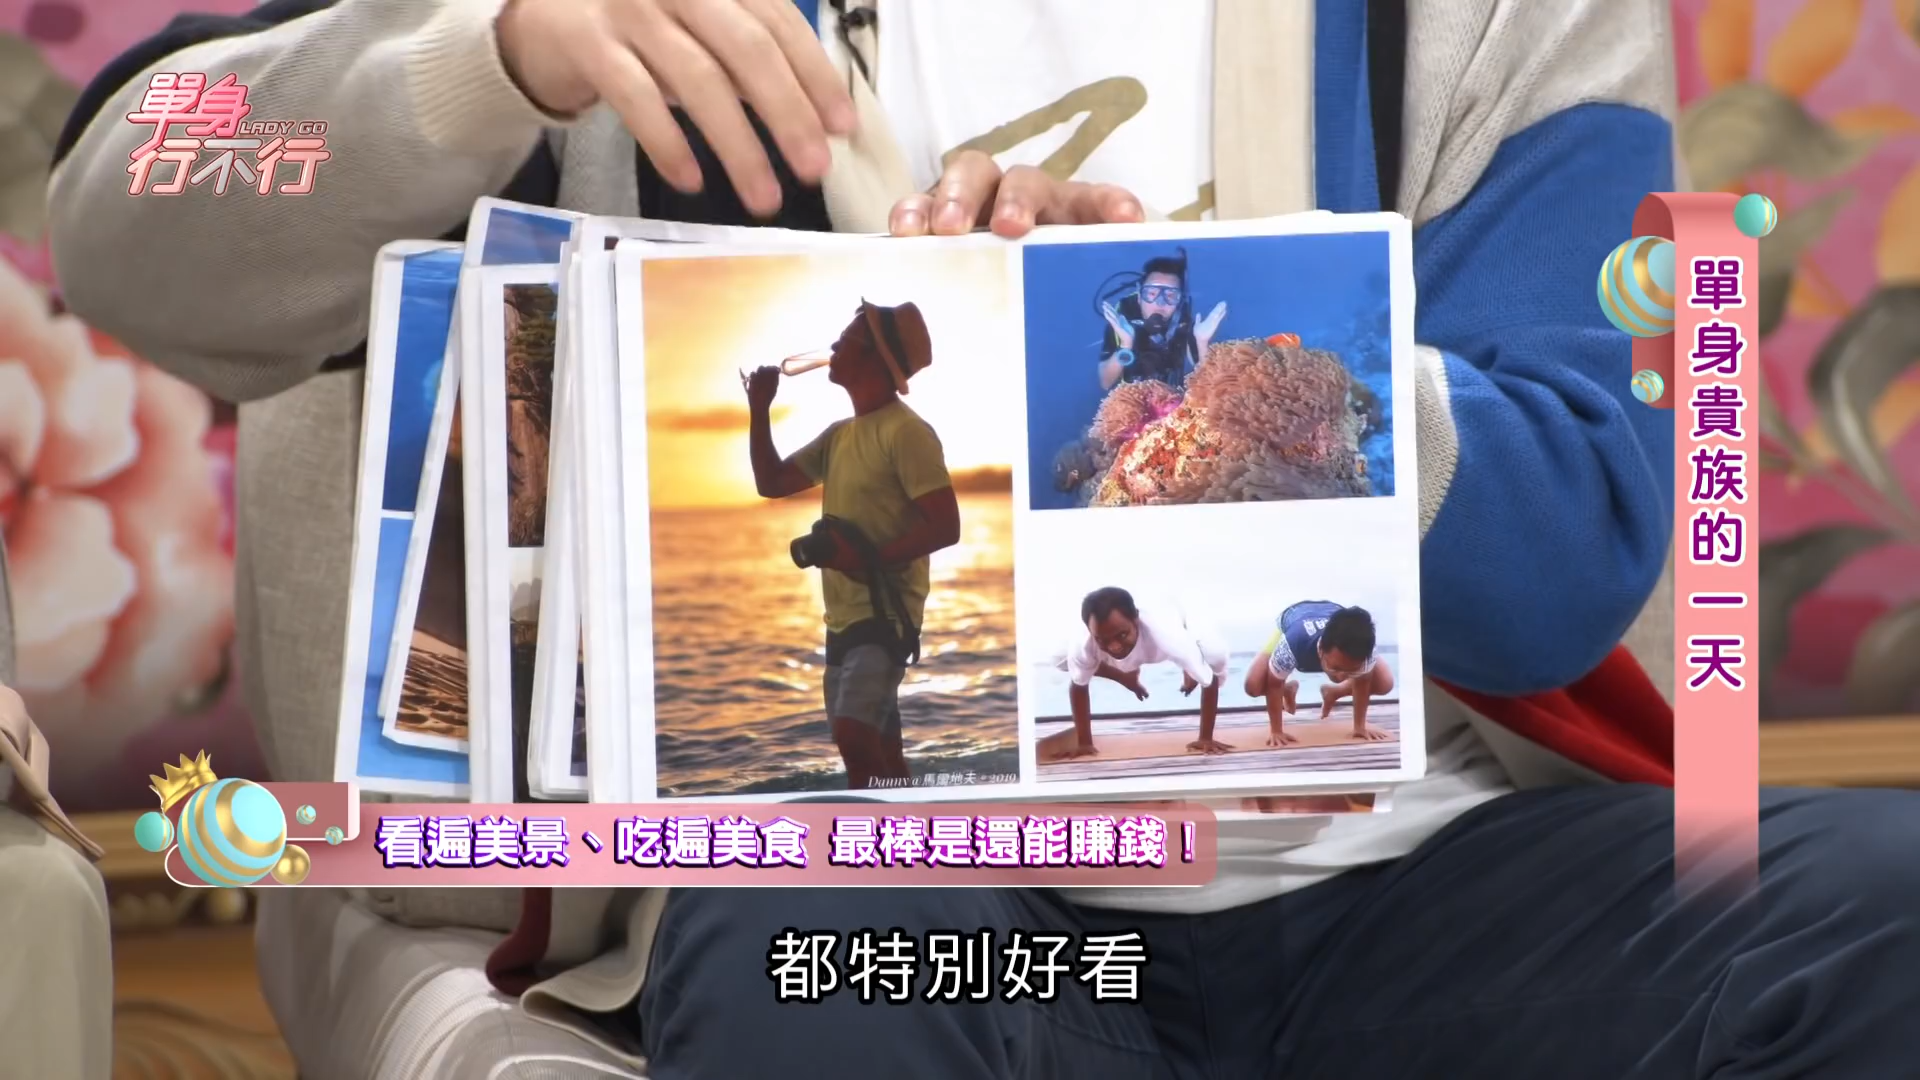 單身
LADY GO
行不行
單身貴族的一天
Danny@馬風地夫#2019
看遍美景、吃遍美食 最棒是還能賺錢！
都特別好看